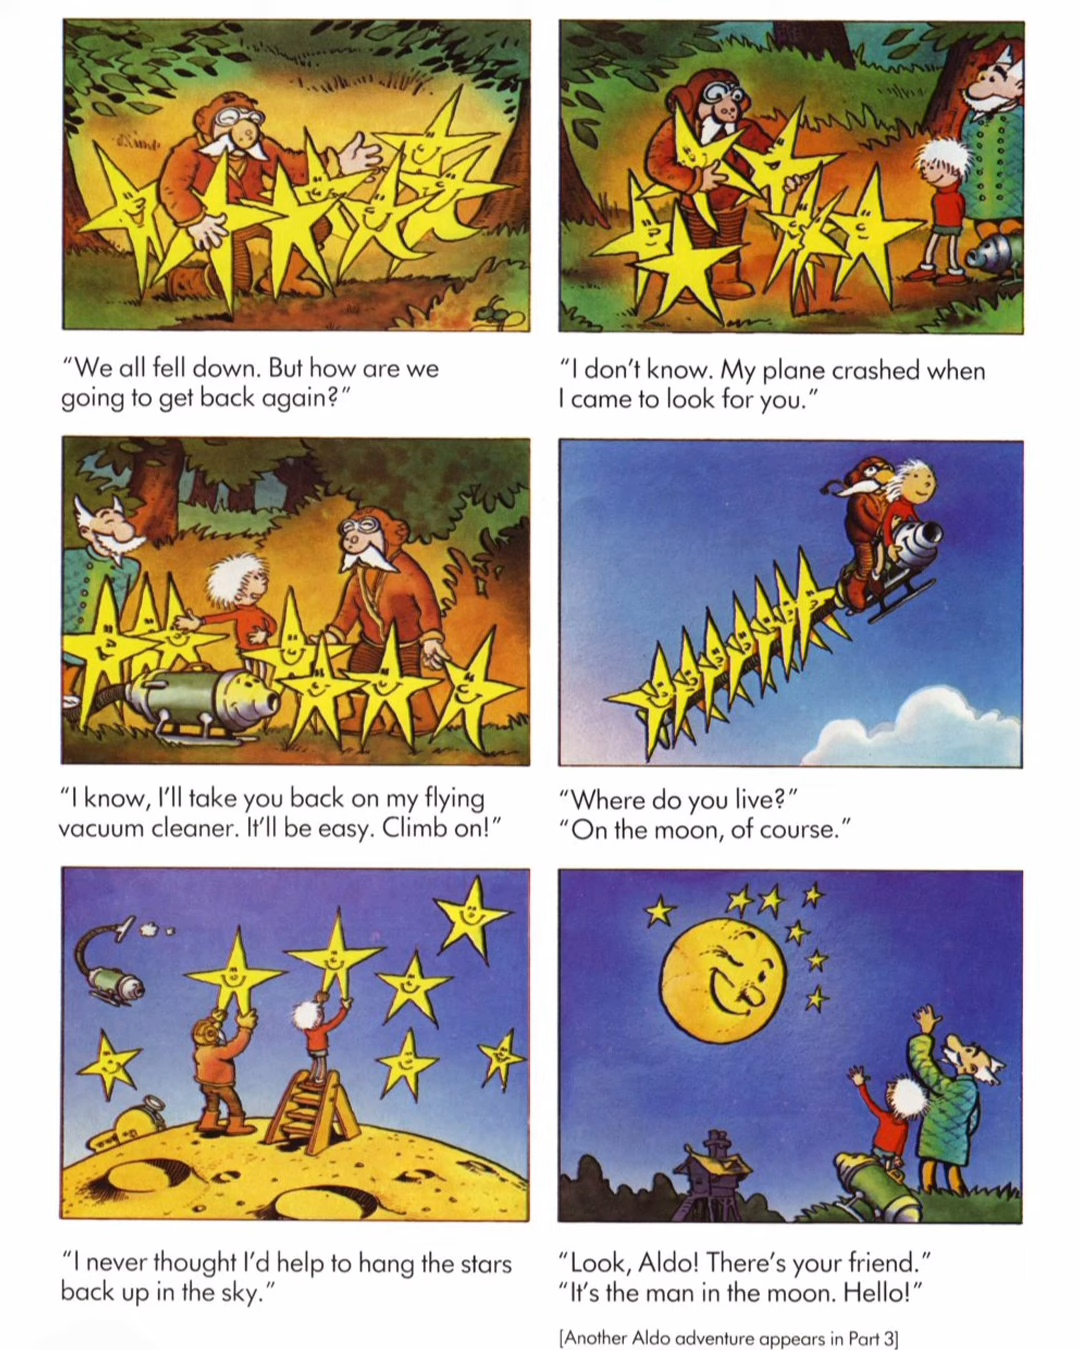 “We all fell down. But how are we
going to get back again?”
“I don’t know. My plane crashed when
I came to look for you.”
“I know, I’ll take you back on my flying
vacuum cleaner. It’ll be easy. Climb on!”
“Where do you live?”
“On the moon, of course.”
“I never thought I’d help to hang the stars
back up in the sky.”
“Look, Aldo! There’s your friend.”
“It’s the man in the moon. Hello!”
[Another Aldo adventure appears in Part 3]